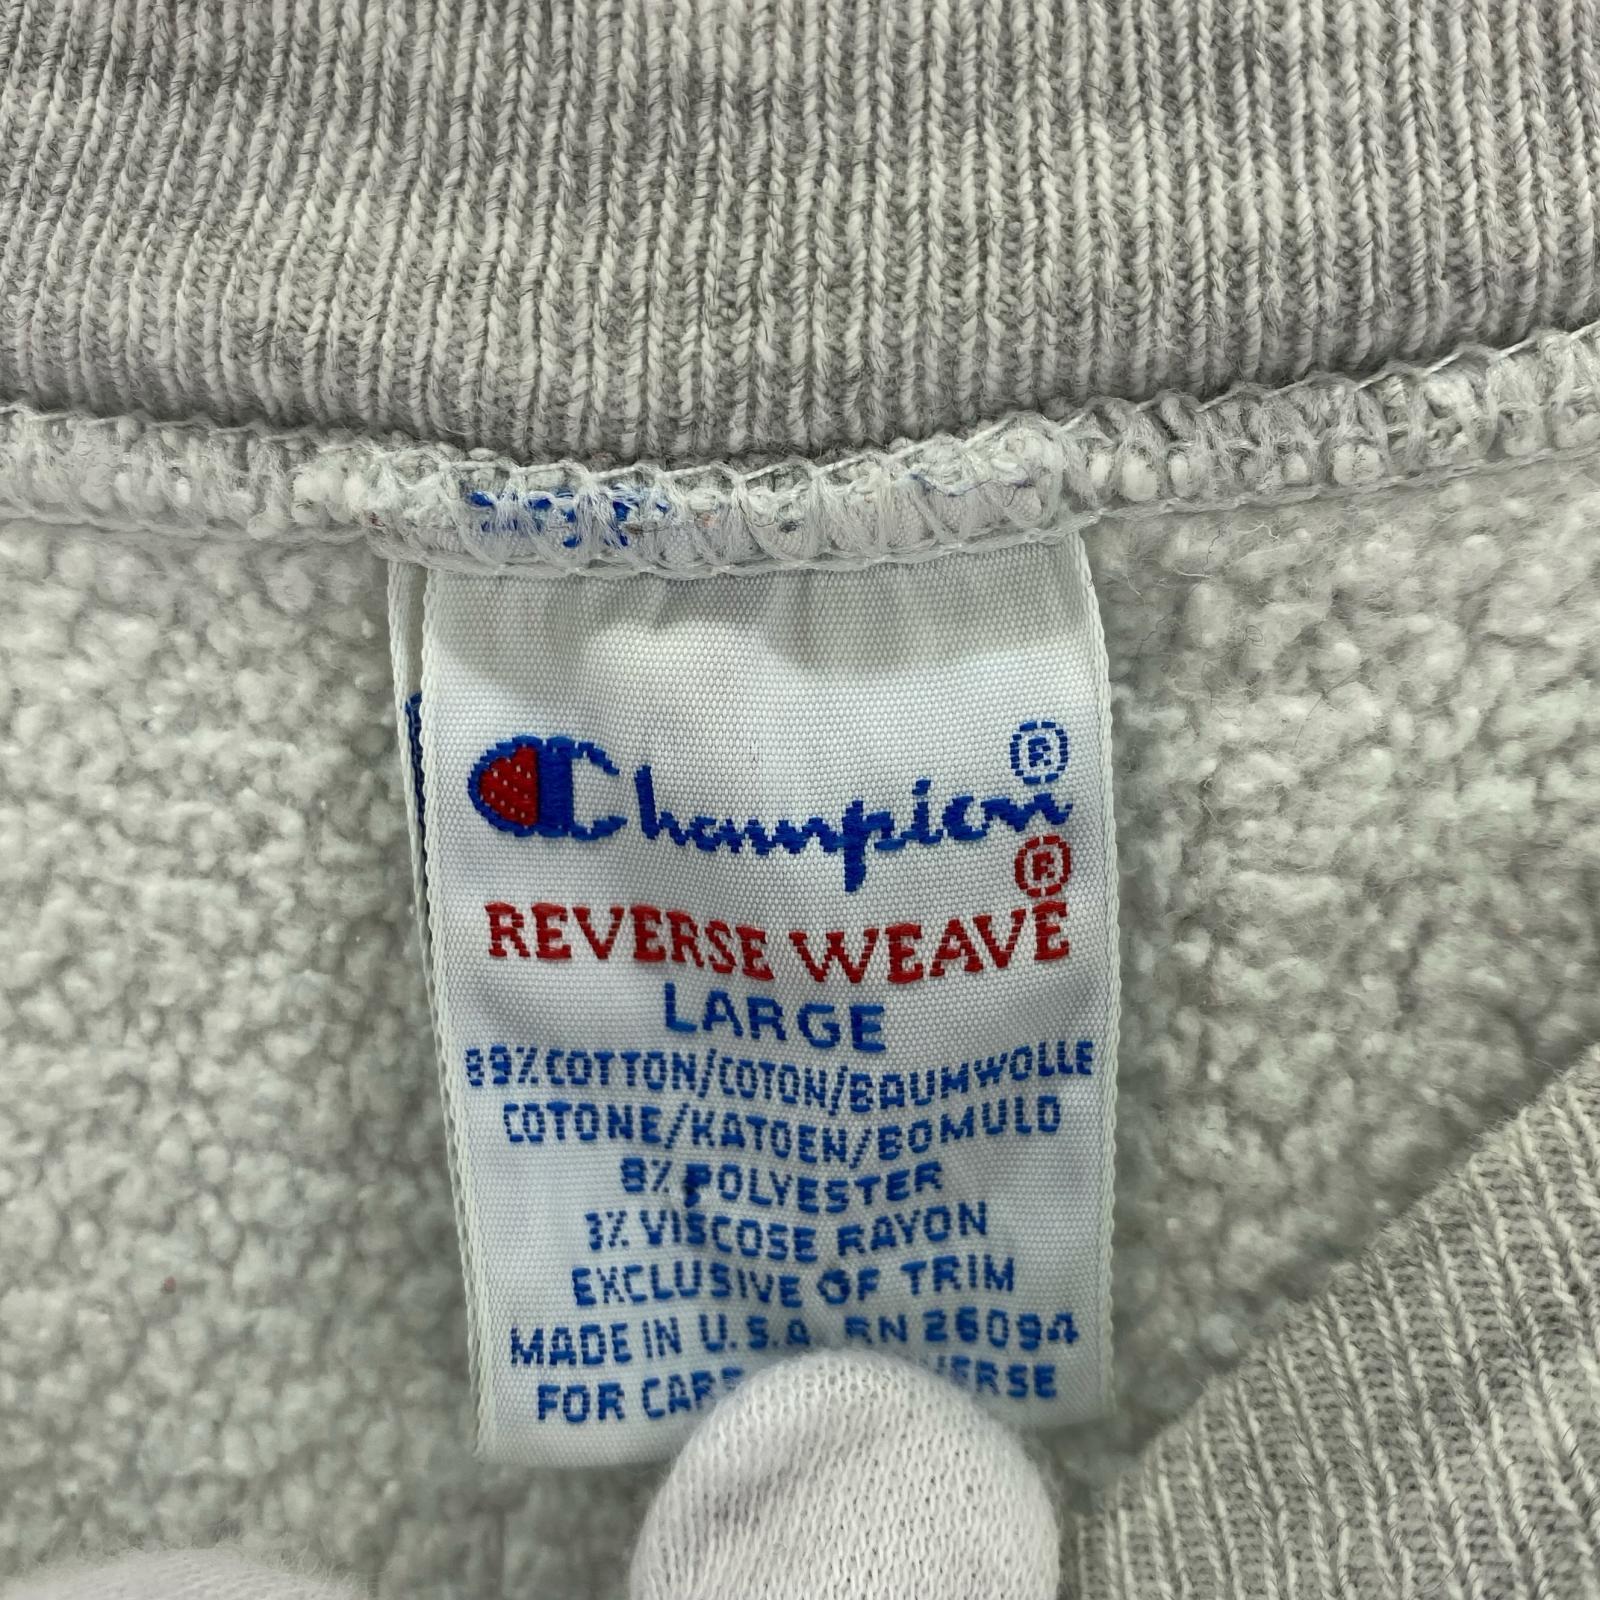 Champion®
REVERSE WEAVE®
LARGE
89% COTTON/COTON/BAUMWOLLE
COTONE/KATOEN/BOMULD
8% POLYESTER
3% VISCOSE RAYON
EXCLUSIVE OF TRIM
MADE IN U.S.A. RN 26094
FOR